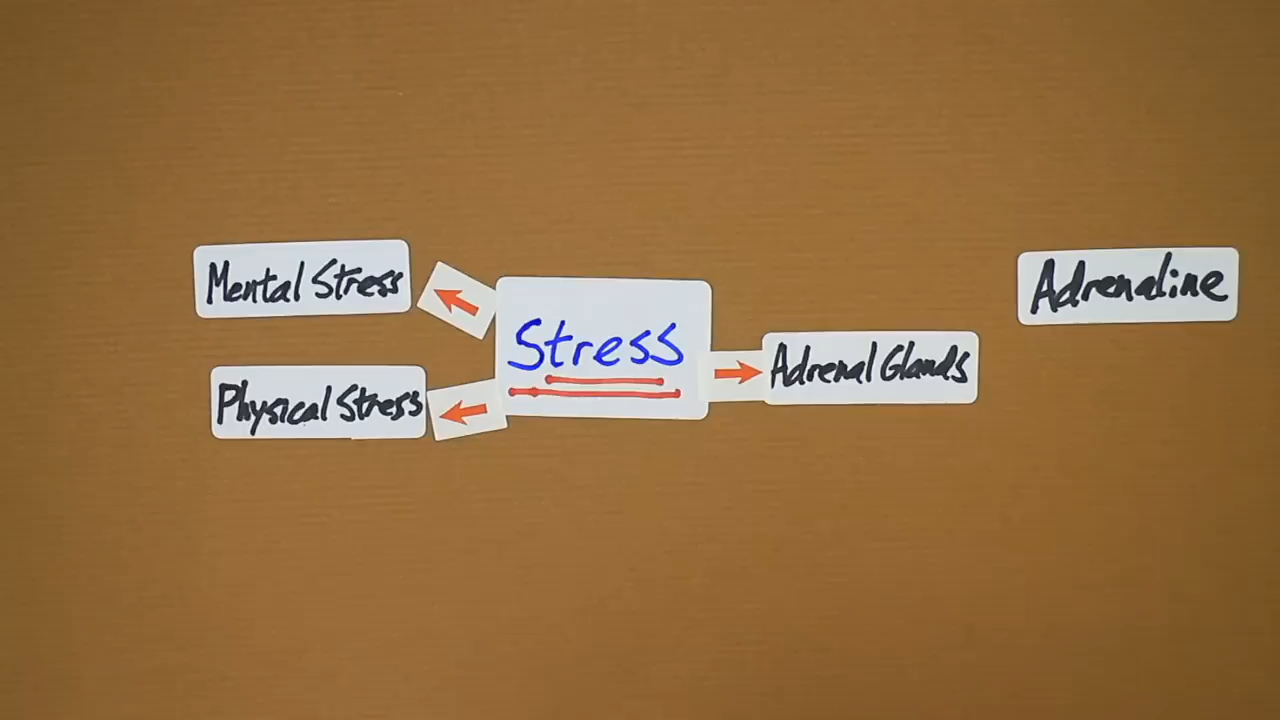 Mental Stress
Physical Stress
Stress
Adrenal Glands
Adrenaline